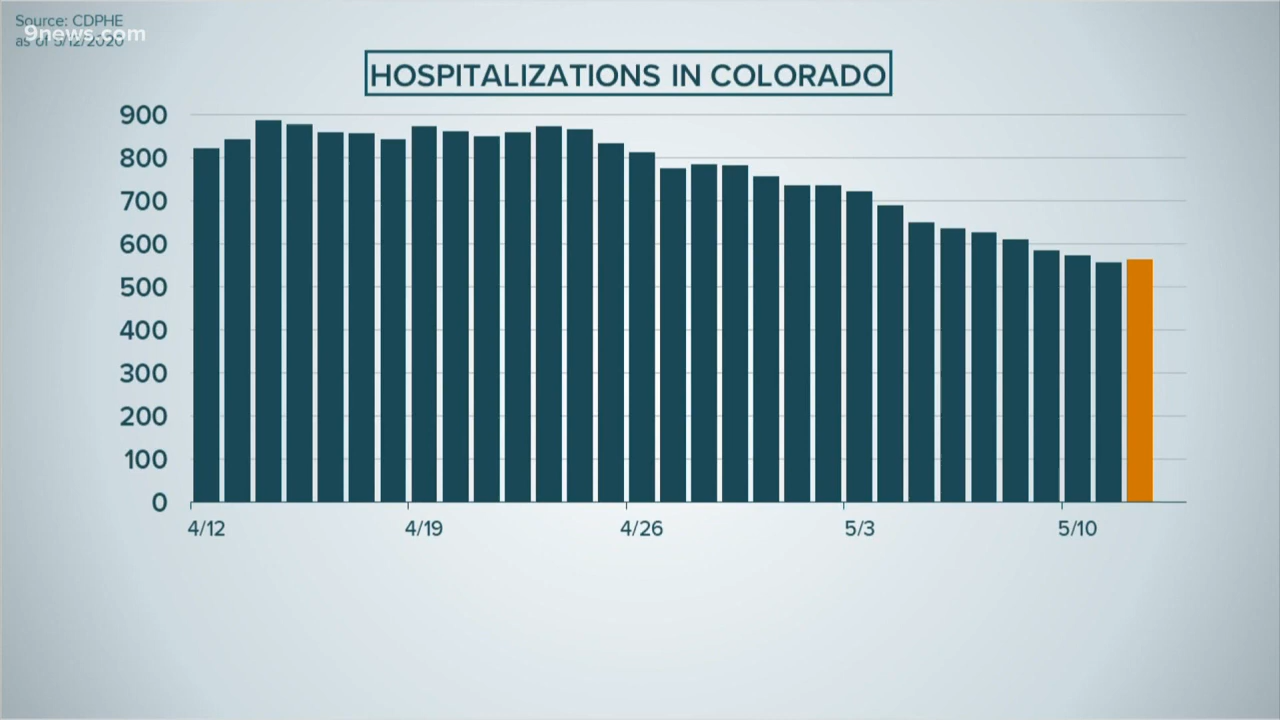 Source: CDPHE
9news.com
as of 5/12/2020
HOSPITALIZATIONS IN COLORADO
900
800
700
600
500
400
300
200
100
0
4/12 4/19 4/26 5/3 5/10